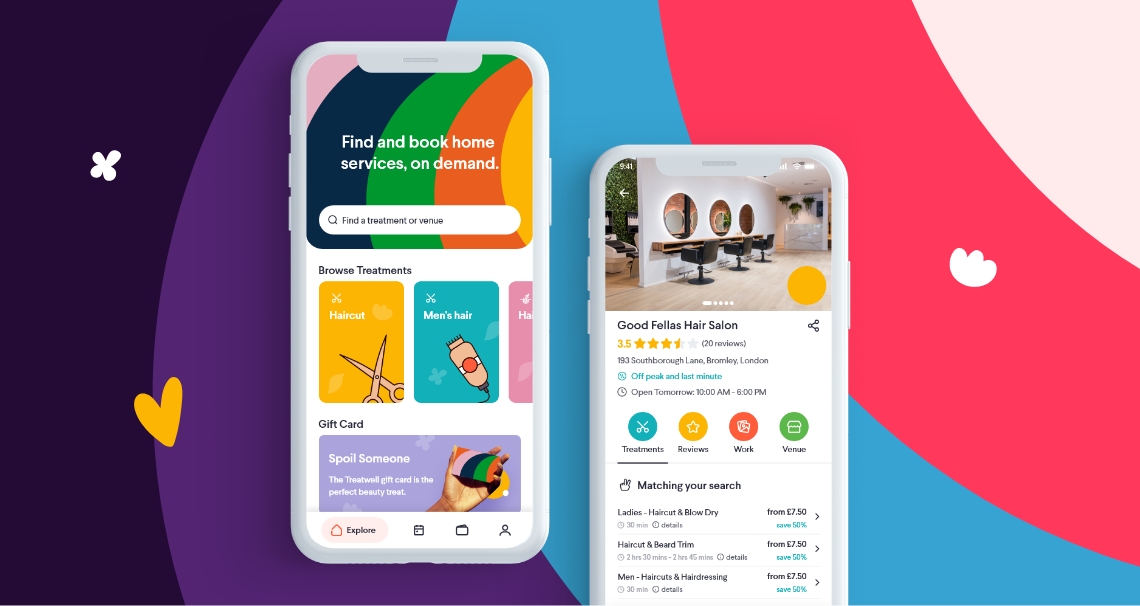 Find and book home
services, on demand.
Find a treatment or venue
Browse Treatments
Haircut
Men's hair
Ha
Gift Card
Spoil Someone
The Treatwell gift card is the
perfect beauty treat.
Explore
9:41
Good Fellas Hair Salon
3.5 (20 reviews)
193 Southborough Lane, Bromley, London
Off peak and last minute
Open Tomorrow: 10:00 AM - 6:00 PM
Treatments Reviews Work Venue
Matching your search
Ladies - Haircut & Blow Dry from £7.50
30 min details save 50%
Haircut & Beard Trim from £7.50
2 hrs 30 mins - 2 hrs 45 mins details save 50%
Men - Haircuts & Hairdressing from £7.50
30 min details save 50%